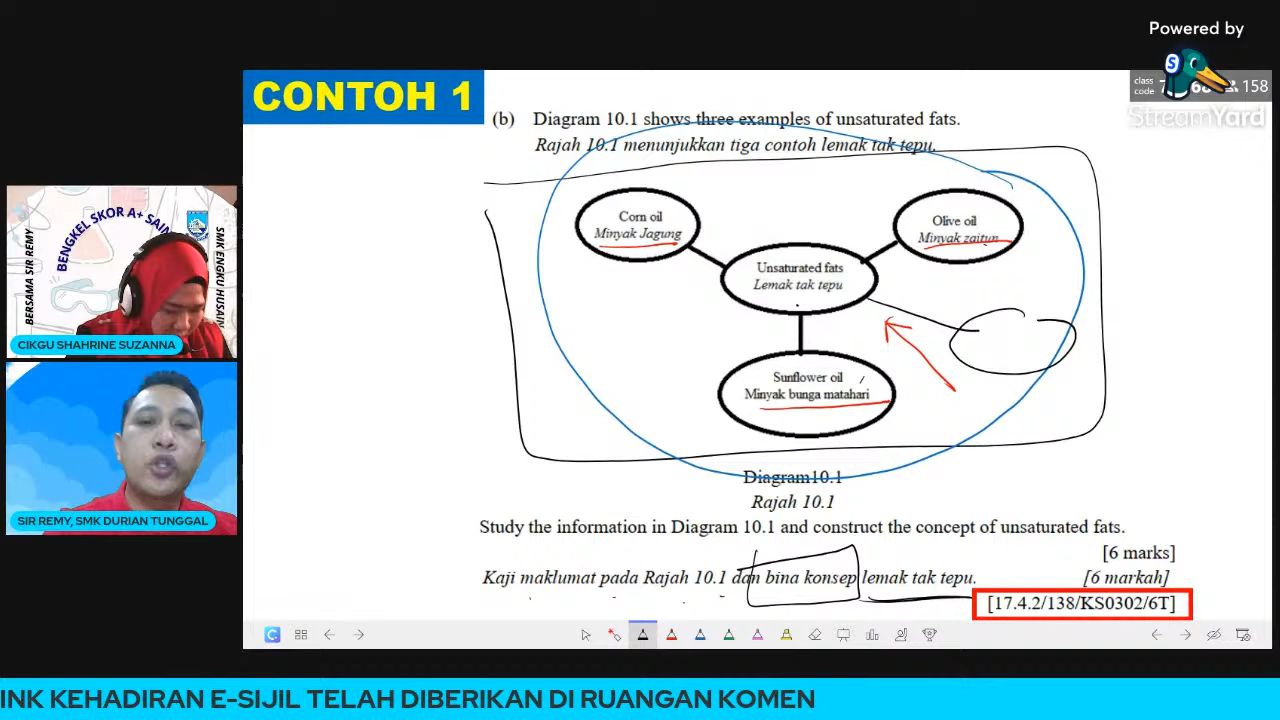 Powered by
StreamYard
class
code
158
CONTOH 1
(b) Diagram 10.1 shows three examples of unsaturated fats.
Rajah 10.1 menunjukkan tiga contoh lemak tak tepu.
Corn oil
Minyak Jagung
Olive oil
Minyak zaitun
Unsaturated fats
Lemak tak tepu
Sunflower oil
Minyak bunga matahari
Diagram10.1
Rajah 10.1
Study the information in Diagram 10.1 and construct the concept of unsaturated fats.
[6 marks]
Kaji maklumat pada Rajah 10.1 dan bina konsep lemak tak tepu.
[6 markah]
[17.4.2/138/KS0302/6T]
BENGKEL SKOR A+ SAIN
BERSAMA SIR REMY
SMK ENGKU HUSAIN
CIKGU SHAHRINE SUZANNA
SIR REMY, SMK DURIAN TUNGGAL
INK KEHADIRAN E-SIJIL TELAH DIBERIKAN DI RUANGAN KOMEN